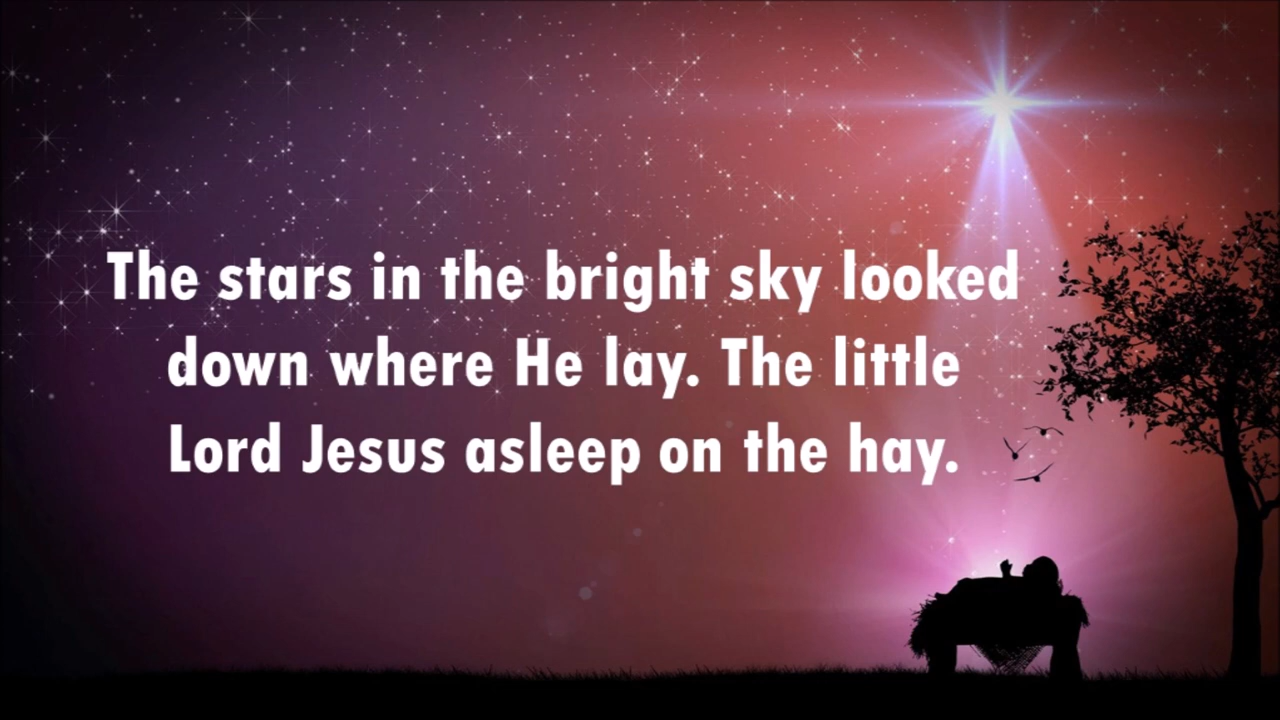 The stars in the bright sky looked
down where He lay. The little
Lord Jesus asleep on the hay.